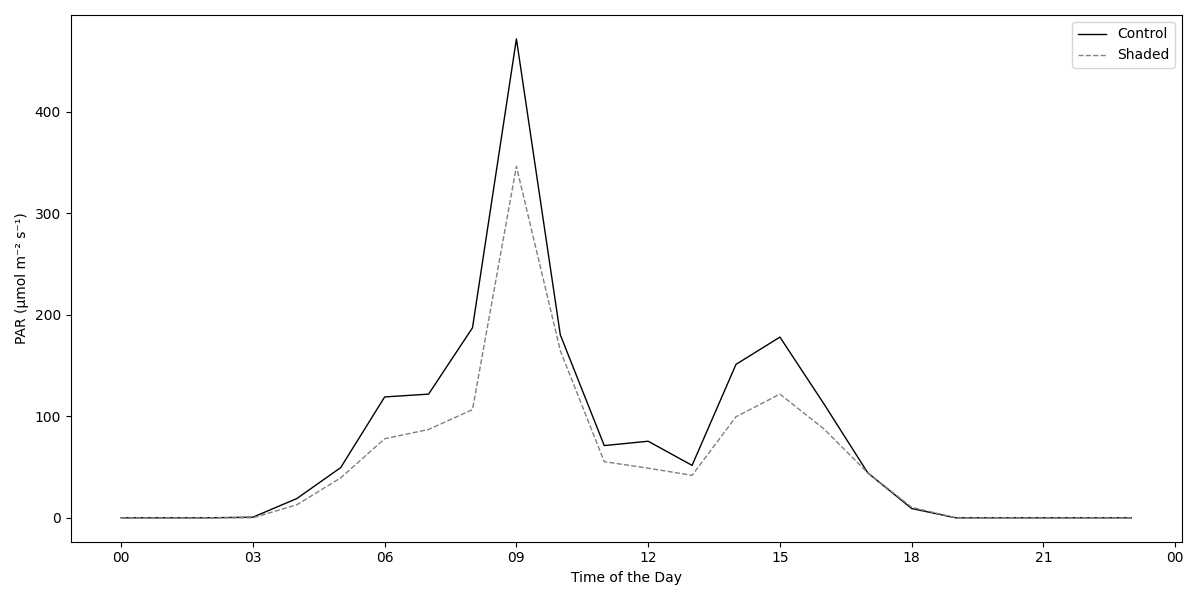 Control
Shaded
400
300
200
100
0
PAR (μmol m⁻² s⁻¹)
00 03 06 09 12 15 18 21 00
Time of the Day